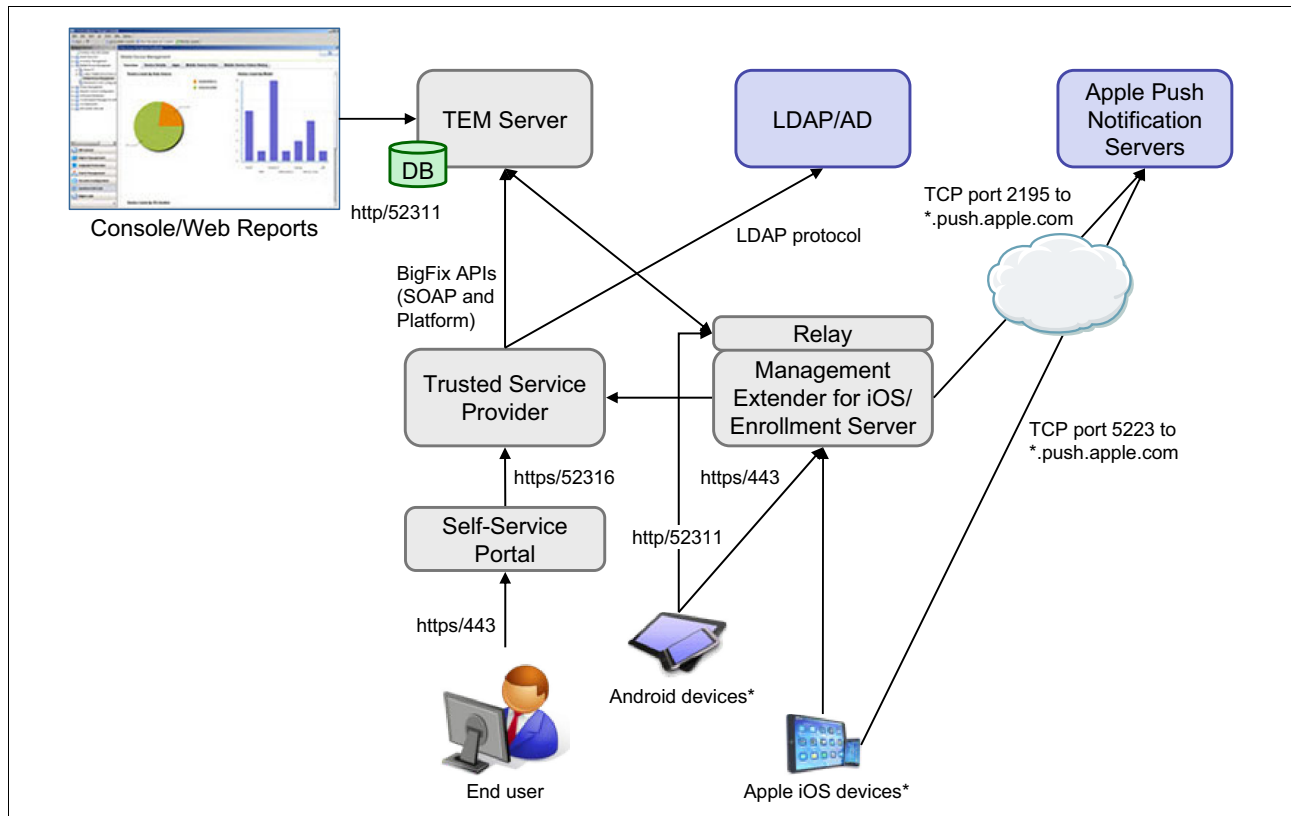 TEM Server
DB
LDAP/AD
Apple Push
Notification
Servers
Console/Web Reports
http/52311
TCP port 2195 to
*.push.apple.com
LDAP protocol
BigFix APIs
(SOAP and
Platform)
Relay
Trusted Service
Provider
Management
Extender for iOS/
Enrollment Server
TCP port 5223 to
*.push.apple.com
https/52316
https/443
Self-Service
Portal
http/52311
https/443
Android devices*
End user
Apple iOS devices*